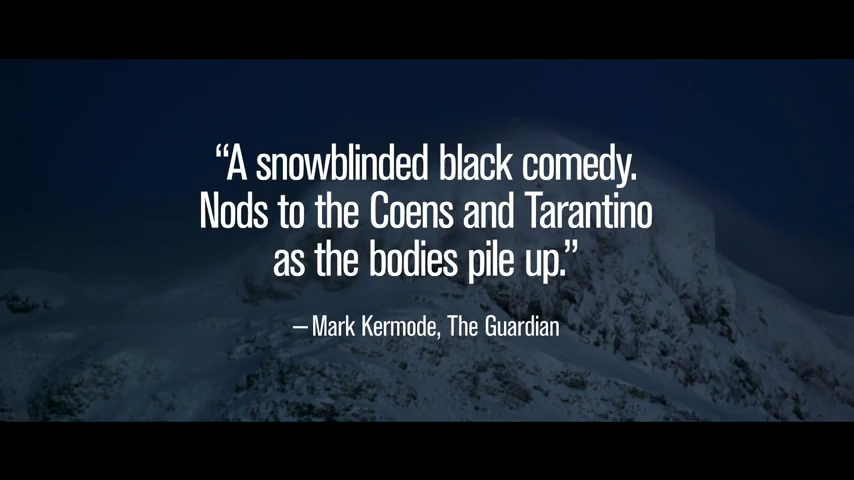 “A snowblinded black comedy.
Nods to the Coens and Tarantino
as the bodies pile up.”
– Mark Kermode, The Guardian